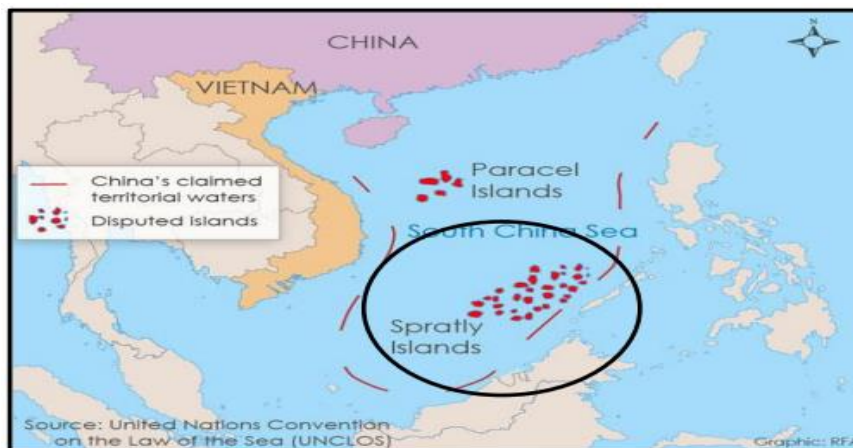 N
CHINA
VIETNAM
China's claimed
territorial waters
Disputed islands
Paracel
Islands
South China Sea
Spratly
Islands
Source: United Nations Convention
on the Law of the Sea (UNCLOS)
Graphic: RFA